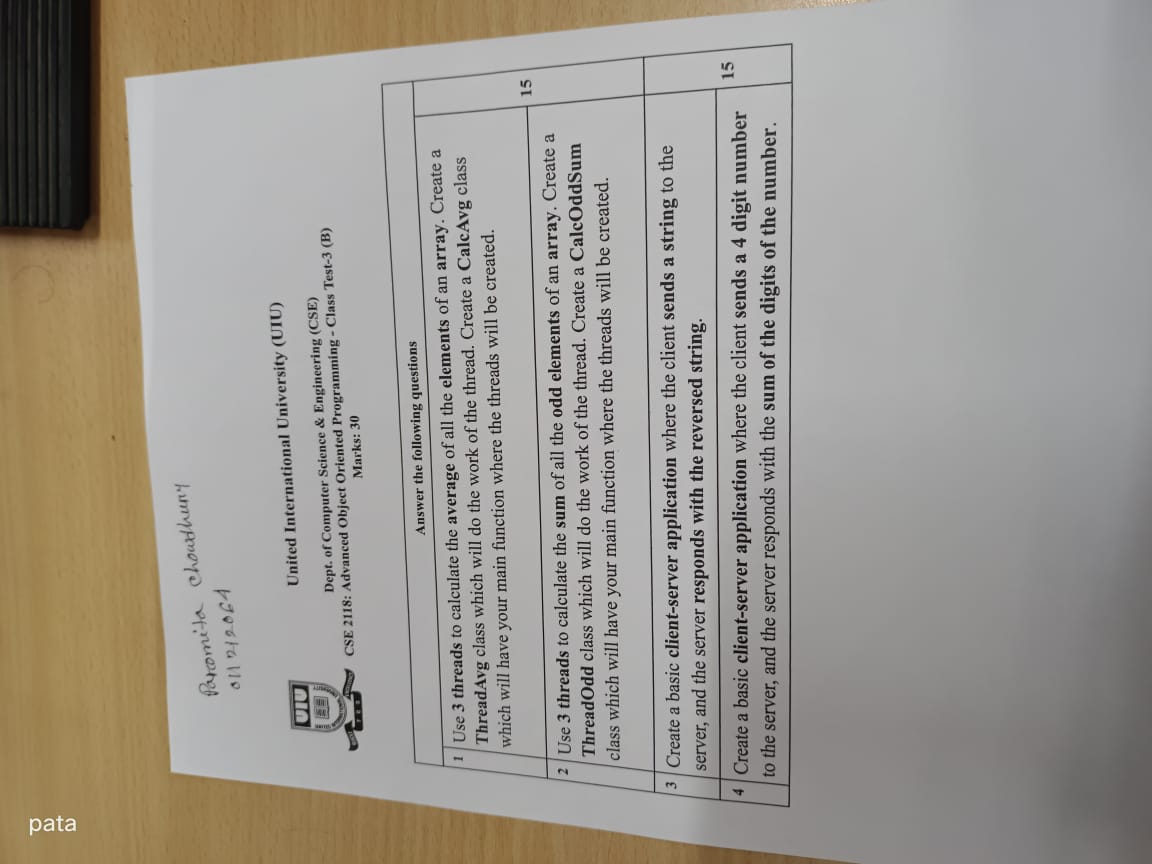 Paromita Chowdhury
011212064
UIU
United International University (UIU)
Dept. of Computer Science & Engineering (CSE)
CSE 2118: Advanced Object Oriented Programming - Class Test-3 (B)
Marks: 30
Answer the following questions
1 Use 3 threads to calculate the average of all the elements of an array. Create a
ThreadAvg class which will do the work of the thread. Create a CalcAvg class
which will have your main function where the threads will be created.
15
2 Use 3 threads to calculate the sum of all the odd elements of an array. Create a
ThreadOdd class which will do the work of the thread. Create a CalcOddSum
class which will have your main function where the threads will be created.
3 Create a basic client-server application where the client sends a string to the
server, and the server responds with the reversed string.
15
4 Create a basic client-server application where the client sends a 4 digit number
to the server, and the server responds with the sum of the digits of the number.
pata